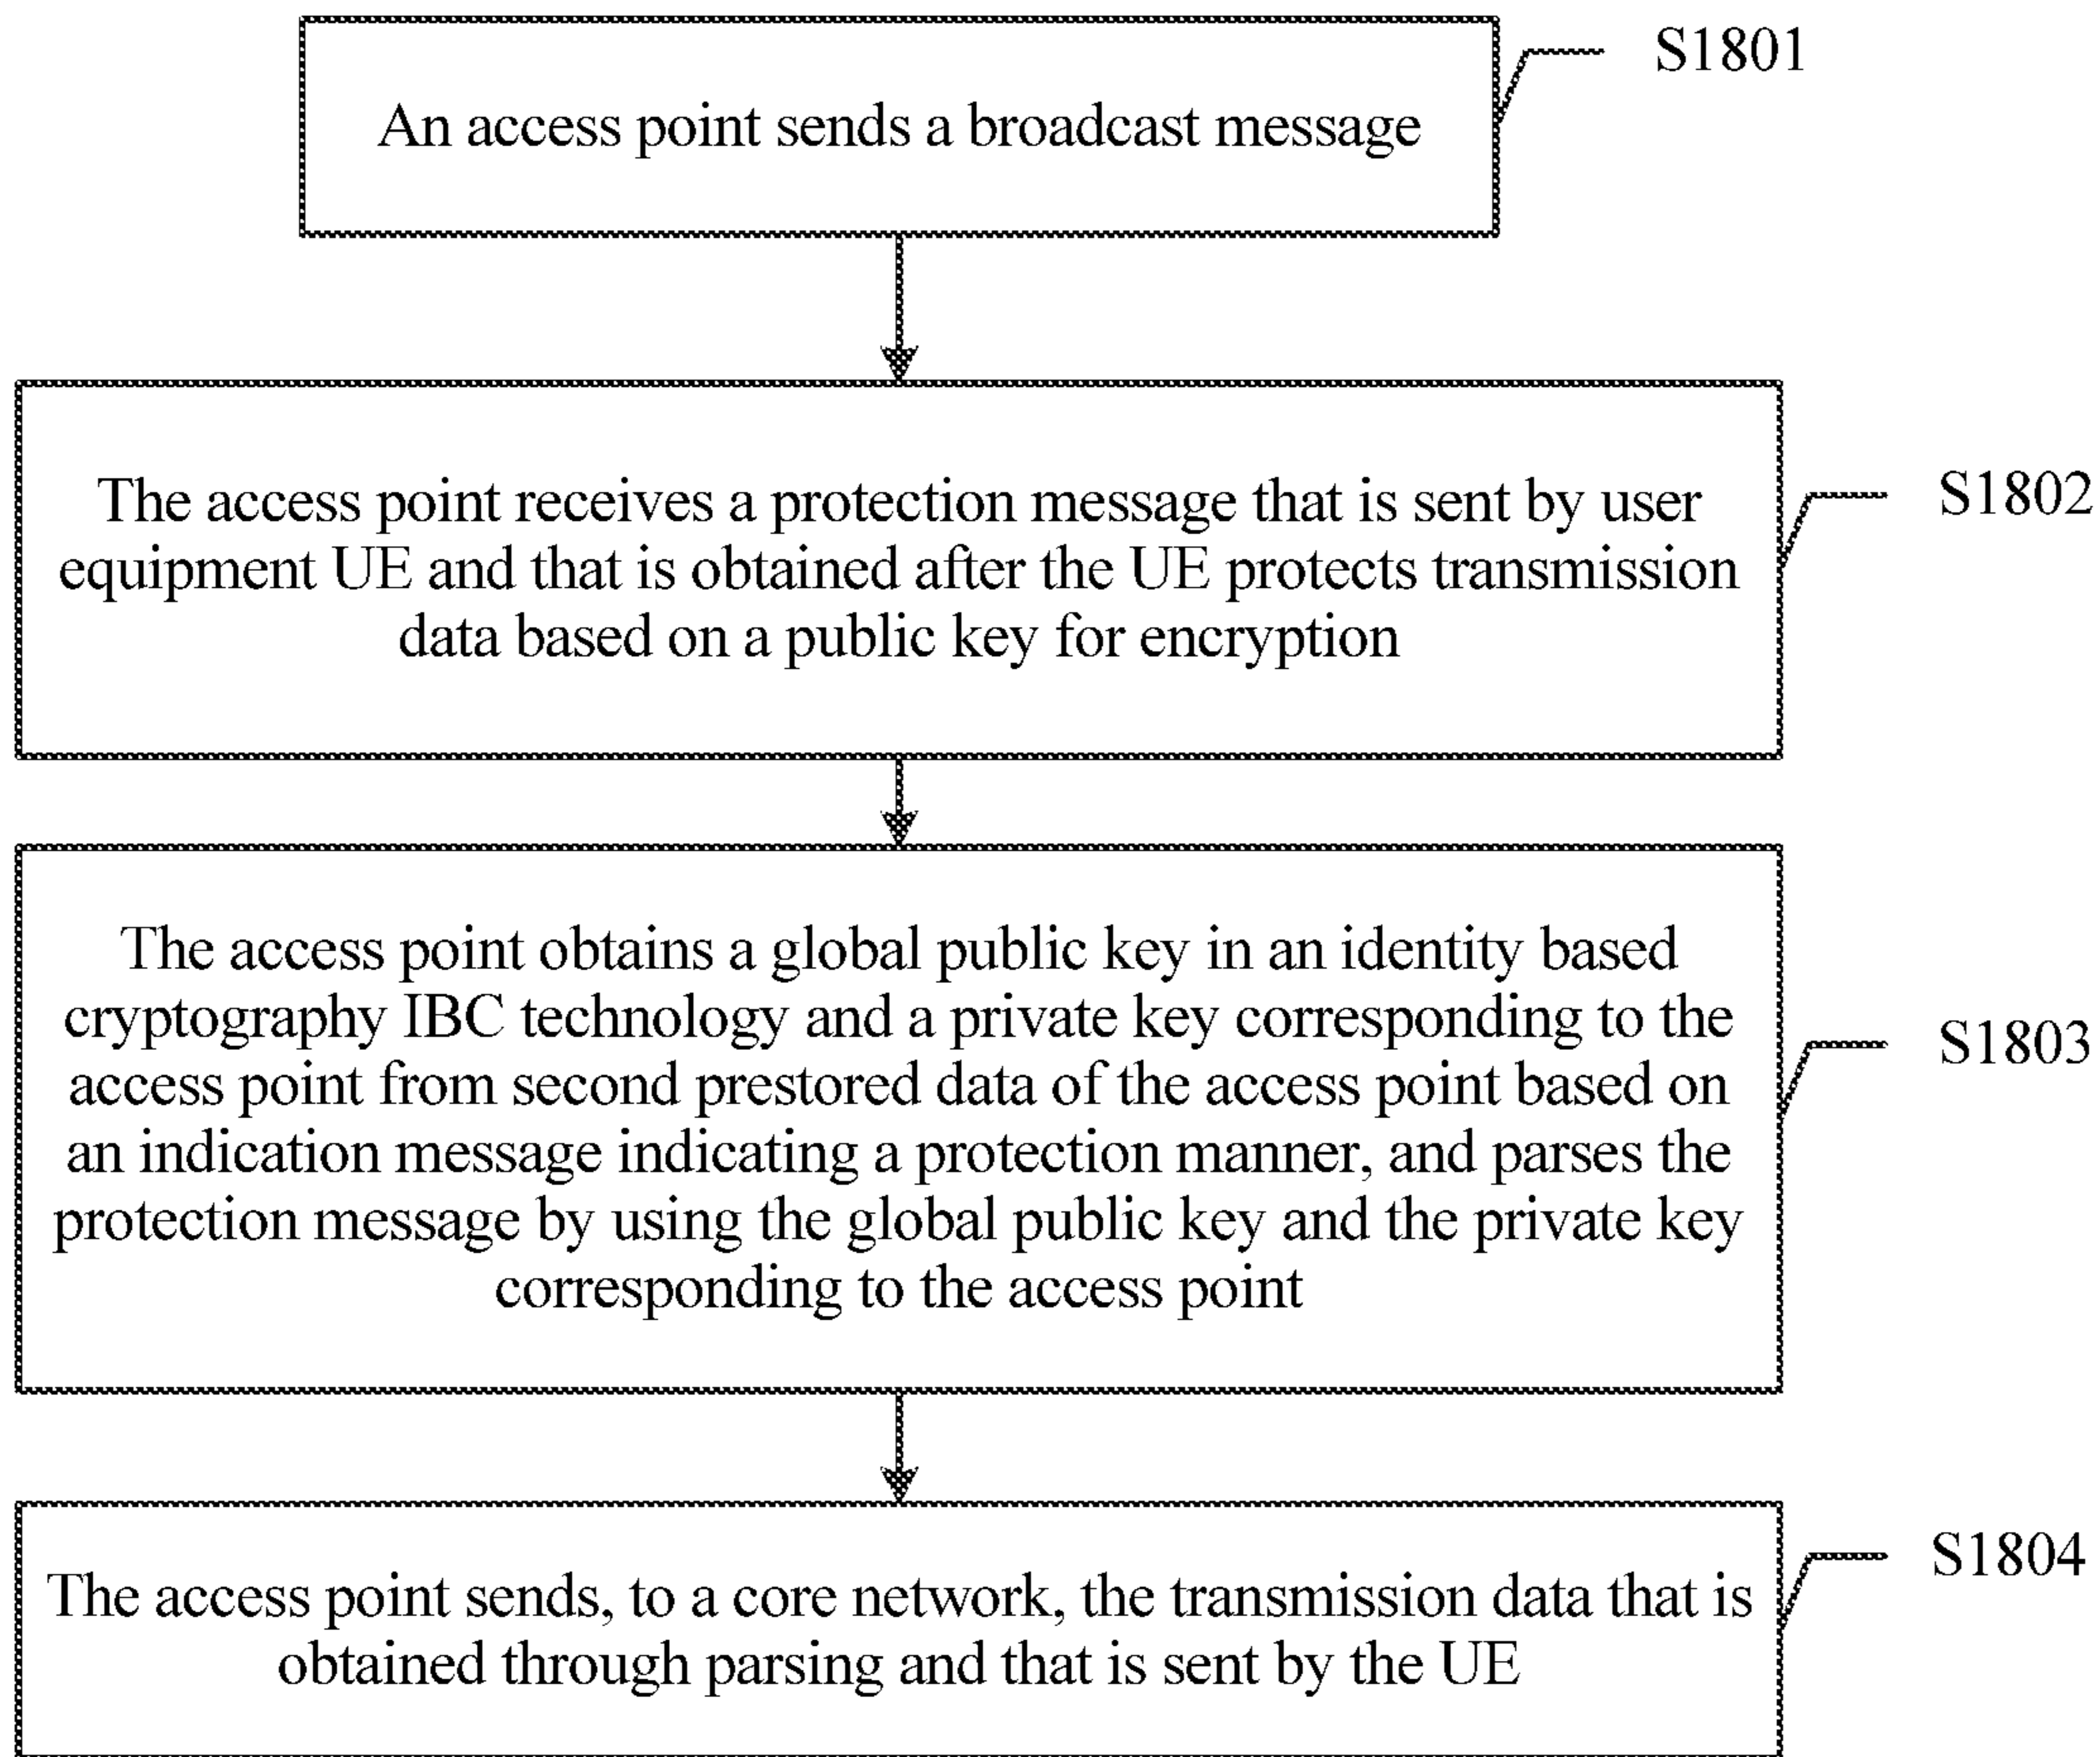 An access point sends a broadcast message
S1801
The access point receives a protection message that is sent by user
equipment UE and that is obtained after the UE protects transmission
data based on a public key for encryption
S1802
The access point obtains a global public key in an identity based
cryptography IBC technology and a private key corresponding to the
access point from second prestored data of the access point based on
an indication message indicating a protection manner, and parses the
protection message by using the global public key and the private key
corresponding to the access point
S1803
The access point sends, to a core network, the transmission data that is
obtained through parsing and that is sent by the UE
S1804